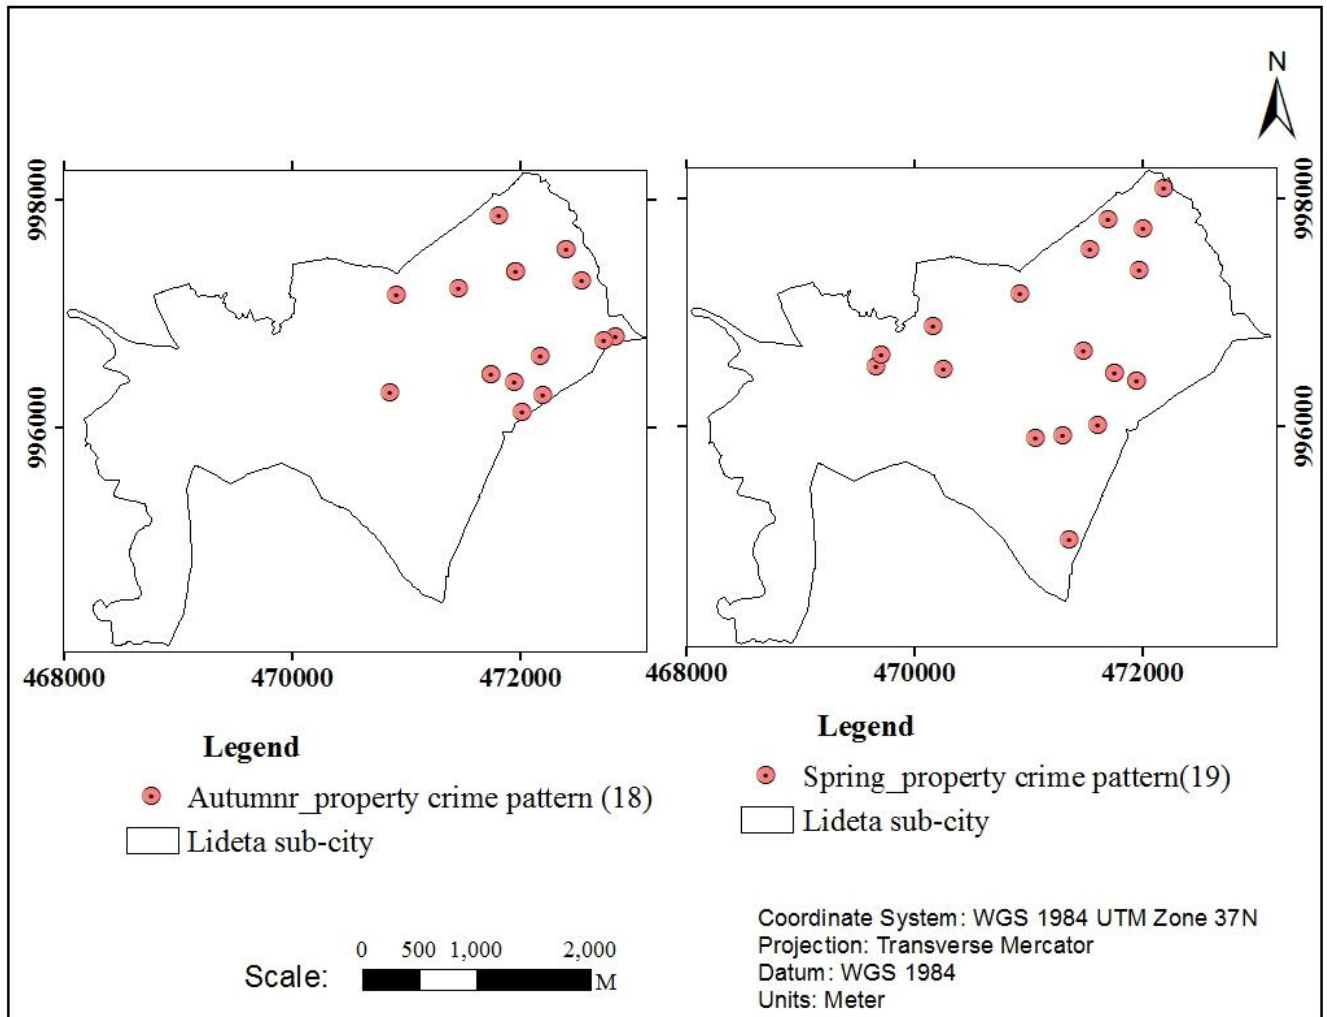 N
998000
996000
998000
996000
468000
470000
472000
468000
470000
472000
Legend
Autumnr_property crime pattern (18)
Lideta sub-city
Legend
Spring_property crime pattern(19)
Lideta sub-city
Scale:
0 500 1,000 2,000
M
Coordinate System: WGS 1984 UTM Zone 37N
Projection: Transverse Mercator
Datum: WGS 1984
Units: Meter